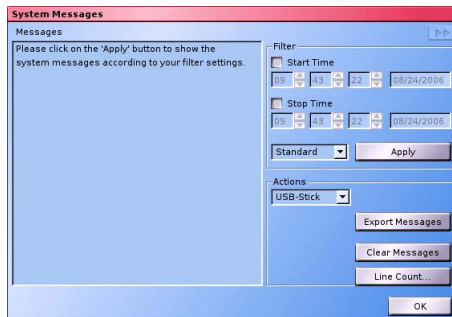 System Messages
Messages
Please click on the 'Apply' button to show the
system messages according to your filter settings.
Filter
Start Time
09 43 22 08/24/2006
Stop Time
09 43 22 08/24/2006
Standard Apply
Actions
USB-Stick
Export Messages
Clear Messages
Line Count...
OK